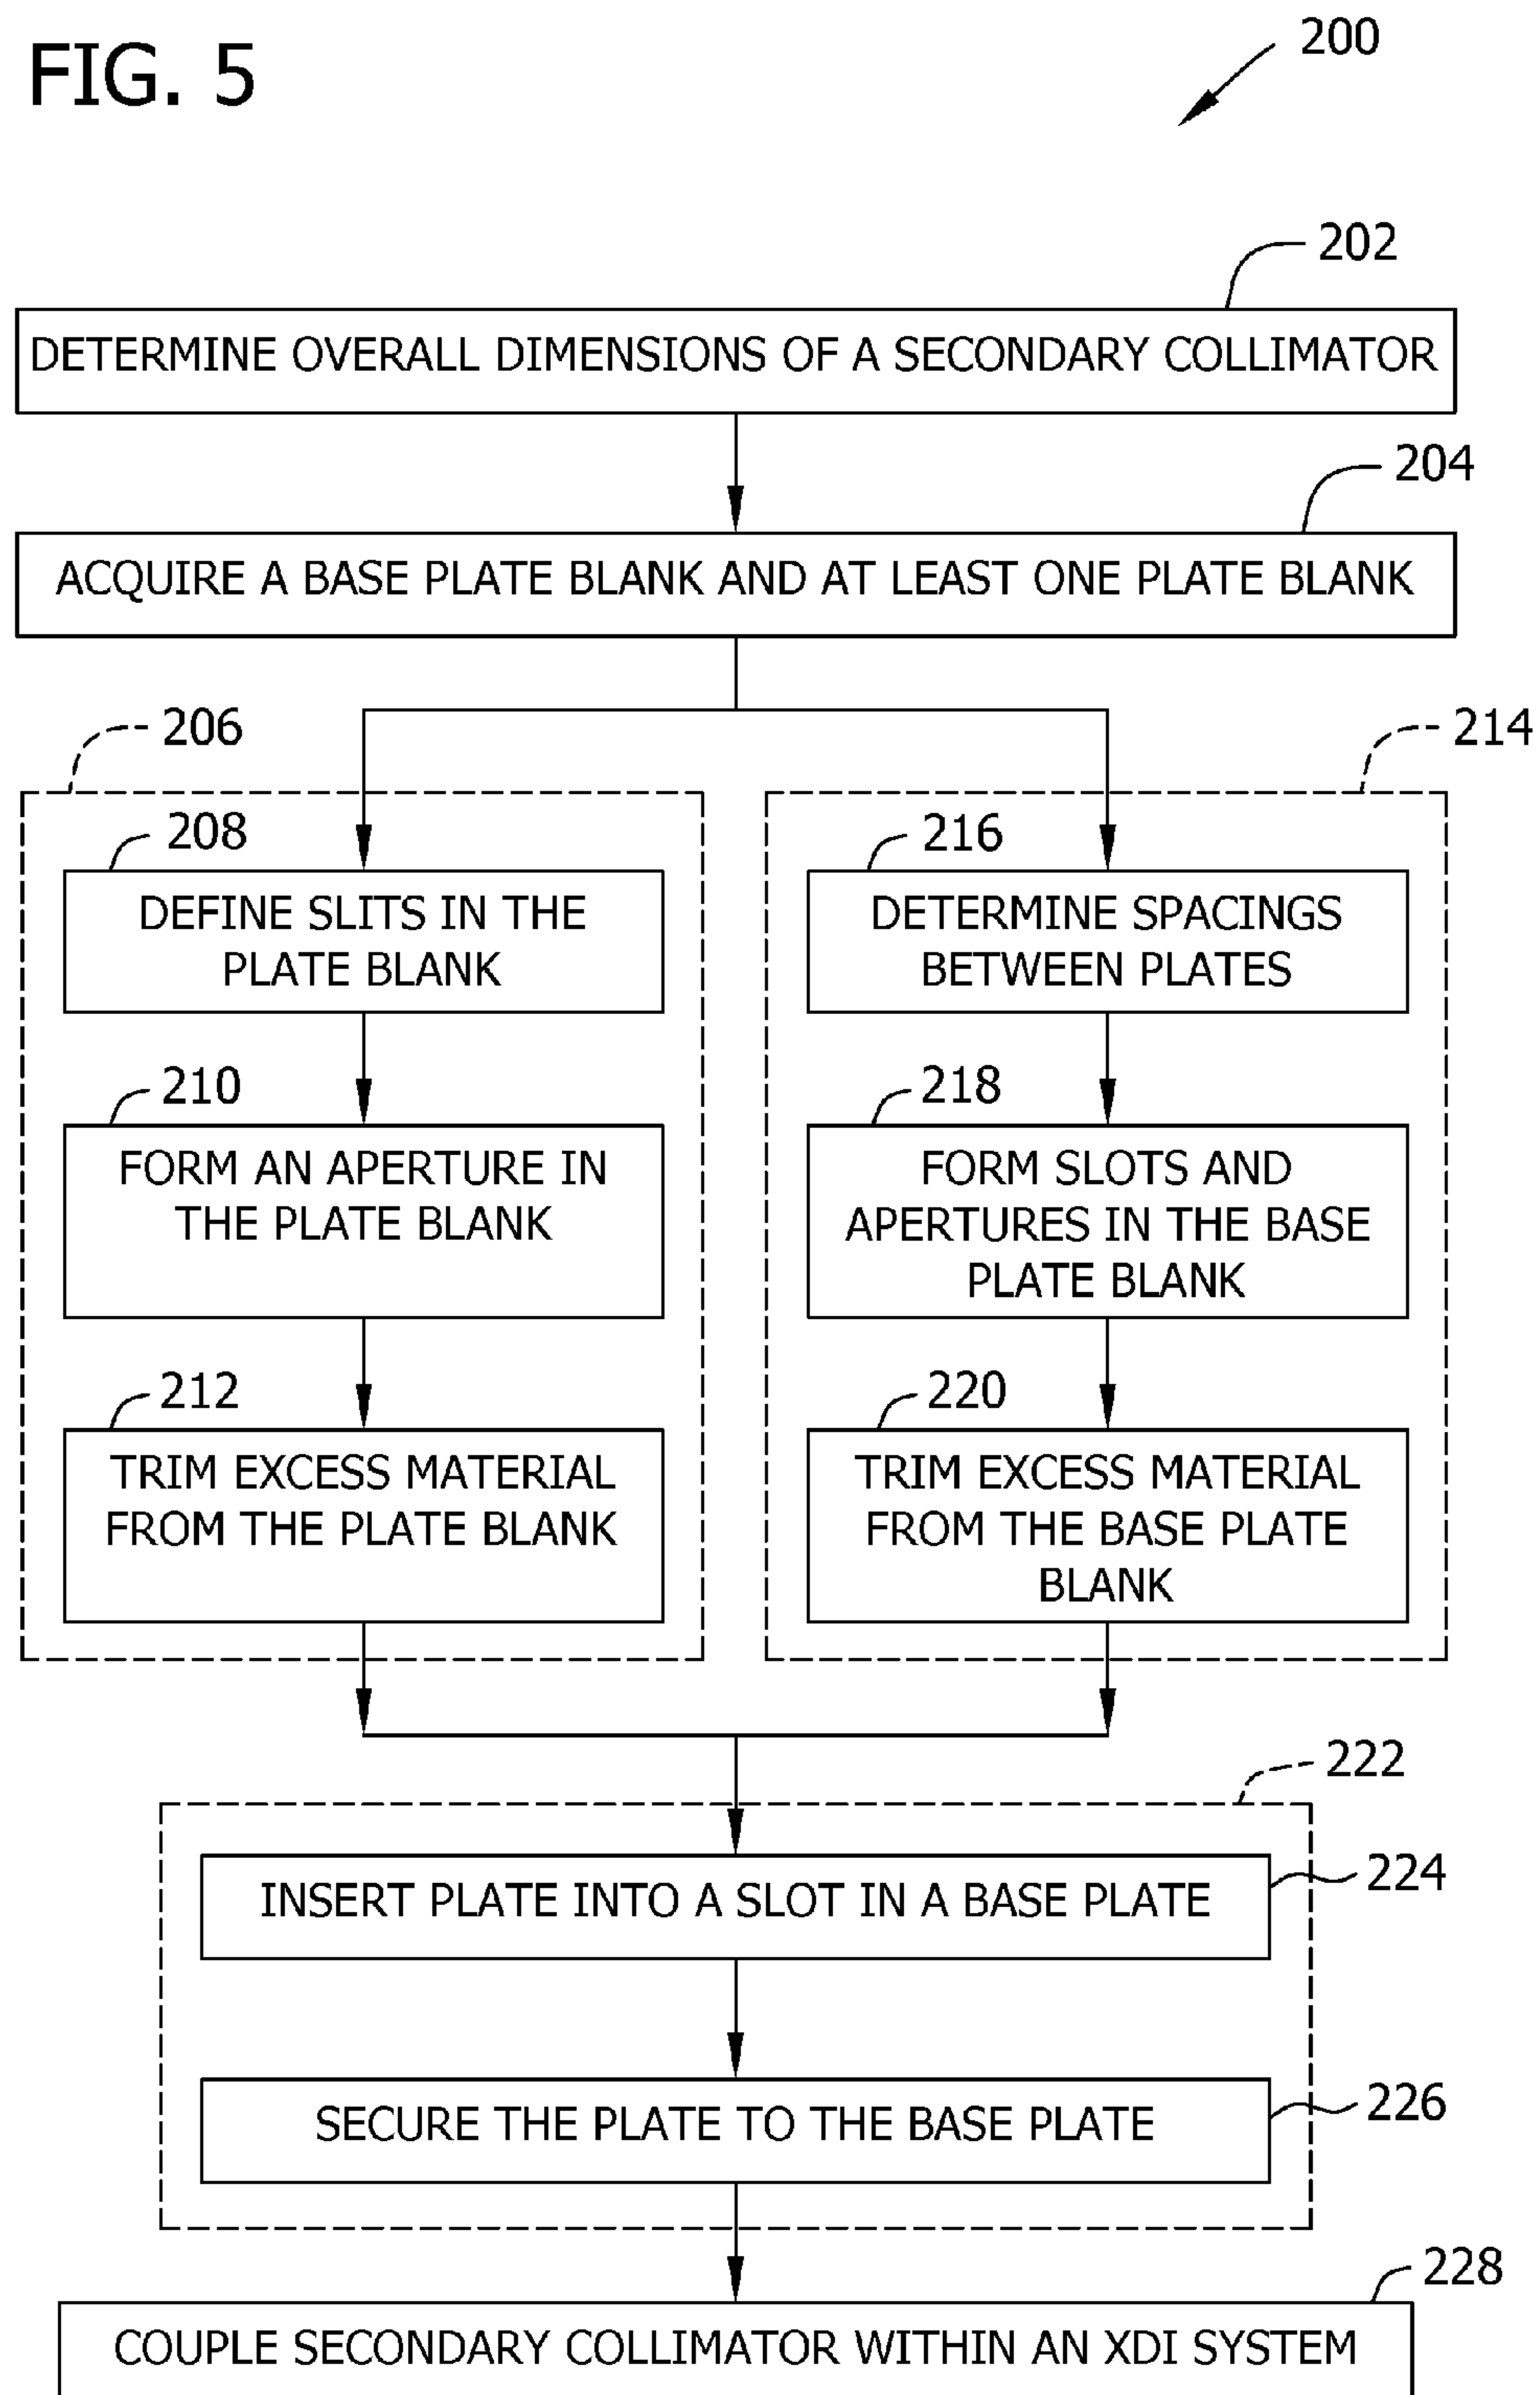 FIG. 5
200
202
DETERMINE OVERALL DIMENSIONS OF A SECONDARY COLLIMATOR
204
ACQUIRE A BASE PLATE BLANK AND AT LEAST ONE PLATE BLANK
206
208
DEFINE SLITS IN THE
PLATE BLANK
210
FORM AN APERTURE IN
THE PLATE BLANK
212
TRIM EXCESS MATERIAL
FROM THE PLATE BLANK
214
216
DETERMINE SPACINGS
BETWEEN PLATES
218
FORM SLOTS AND
APERTURES IN THE BASE
PLATE BLANK
220
TRIM EXCESS MATERIAL
FROM THE BASE PLATE
BLANK
222
224
INSERT PLATE INTO A SLOT IN A BASE PLATE
226
SECURE THE PLATE TO THE BASE PLATE
228
COUPLE SECONDARY COLLIMATOR WITHIN AN XDI SYSTEM